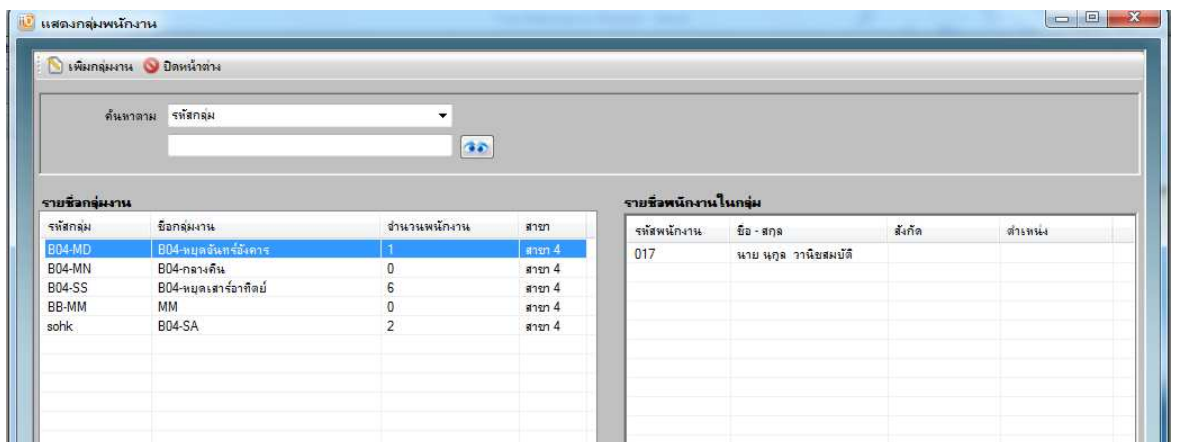 แสดงกลุ่มพนักงาน
เพิ่มกลุ่มงาน ปิดหน้าต่าง
ค้นหาตาม รหัสกลุ่ม
รายชื่อกลุ่มงาน
รหัสกลุ่ม ชื่อกลุ่มงาน จำนวนพนักงาน สาขา
B04-MD B04-หยุดจันทร์อังคาร 1 สาขา 4
B04-MN B04-กลางคืน 0 สาขา 4
B04-SS B04-หยุดเสาร์อาทิตย์ 6 สาขา 4
BB-MM MM 0 สาขา 4
sohk B04-SA 2 สาขา 4
รายชื่อพนักงานในกลุ่ม
รหัสพนักงาน ชื่อ - สกุล สังกัด ตำแหน่ง
017 นาย นกุล วานิชสมบัติ